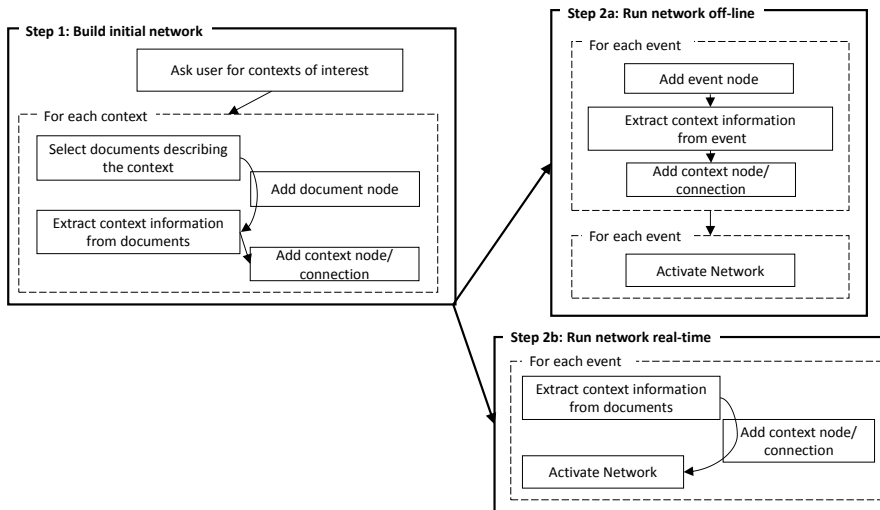 Step 1: Build initial network
Ask user for contexts of interest
For each context
Select documents describing
the context
Add document node
Extract context information
from documents
Add context node/
connection
Step 2a: Run network off-line
For each event
Add event node
Extract context information
from event
Add context node/
connection
For each event
Activate Network
Step 2b: Run network real-time
For each event
Extract context information
from documents
Add context node/
connection
Activate Network